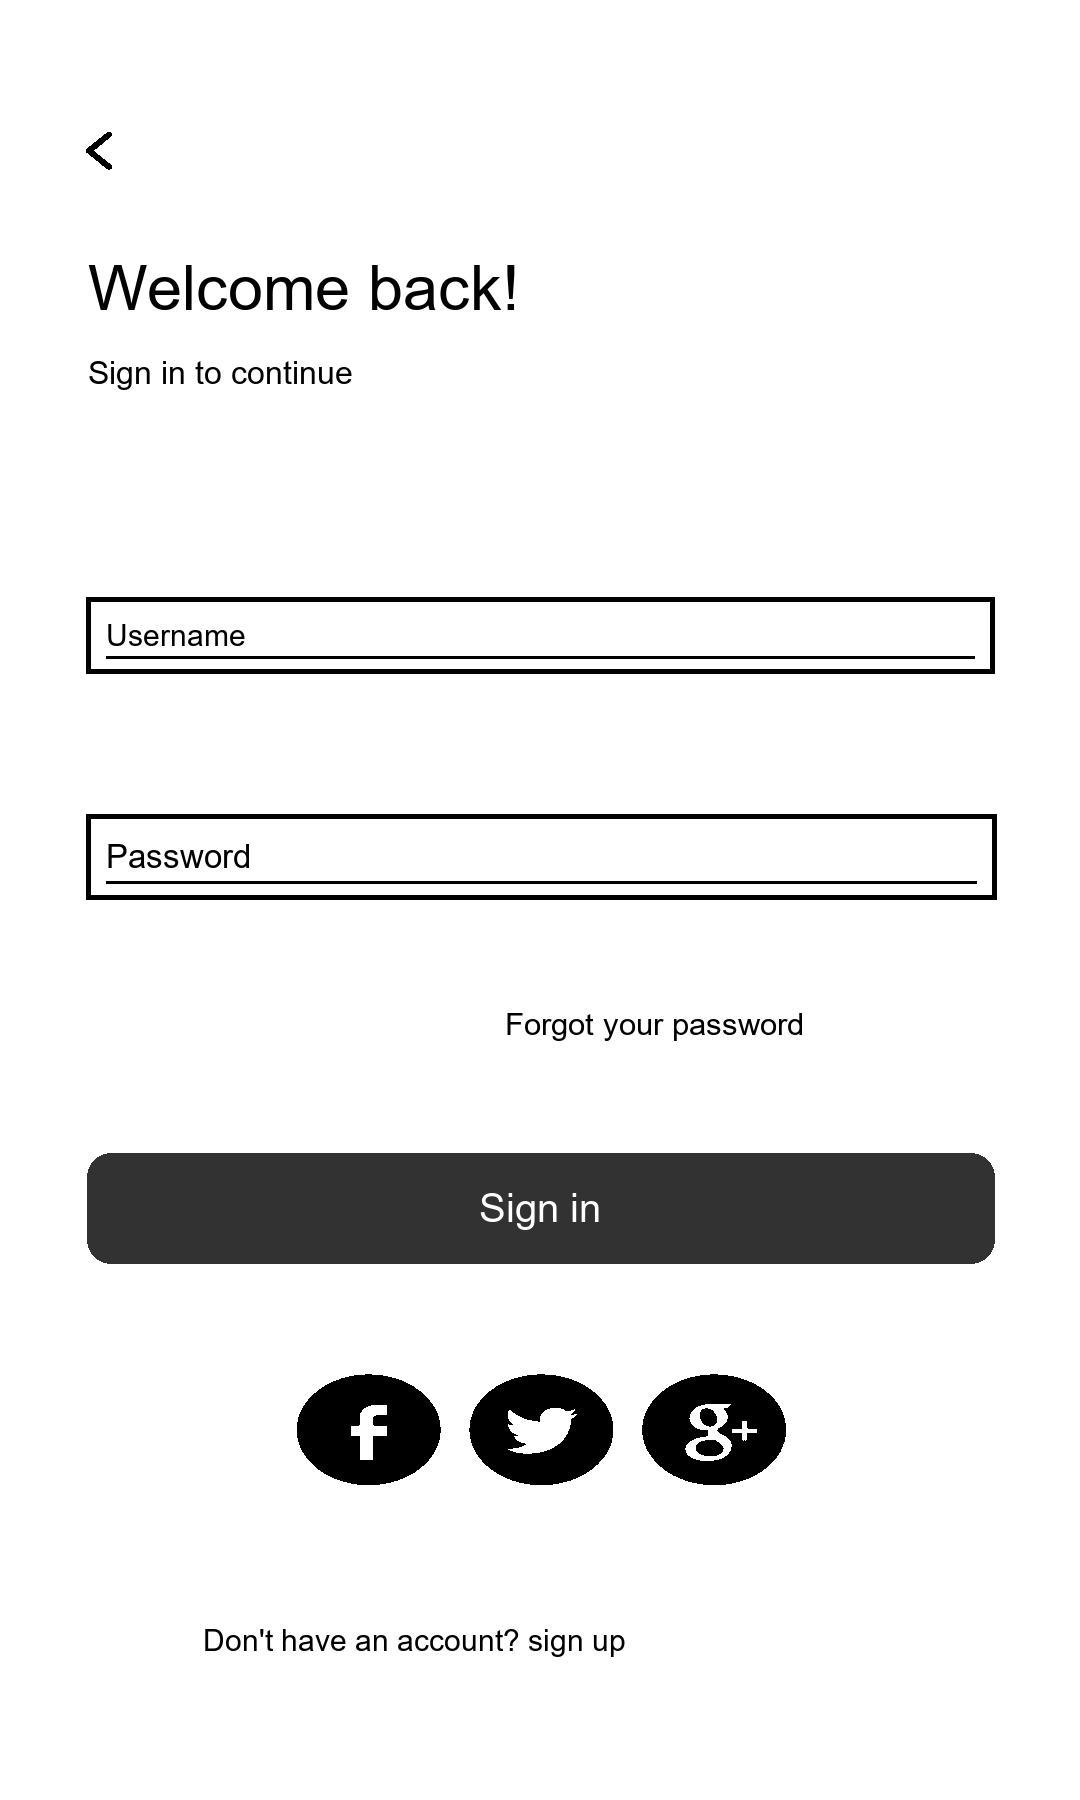 Welcome back!
Sign in to continue
Username
Password
Forgot your password
Sign in
f
g+
Don't have an account? sign up